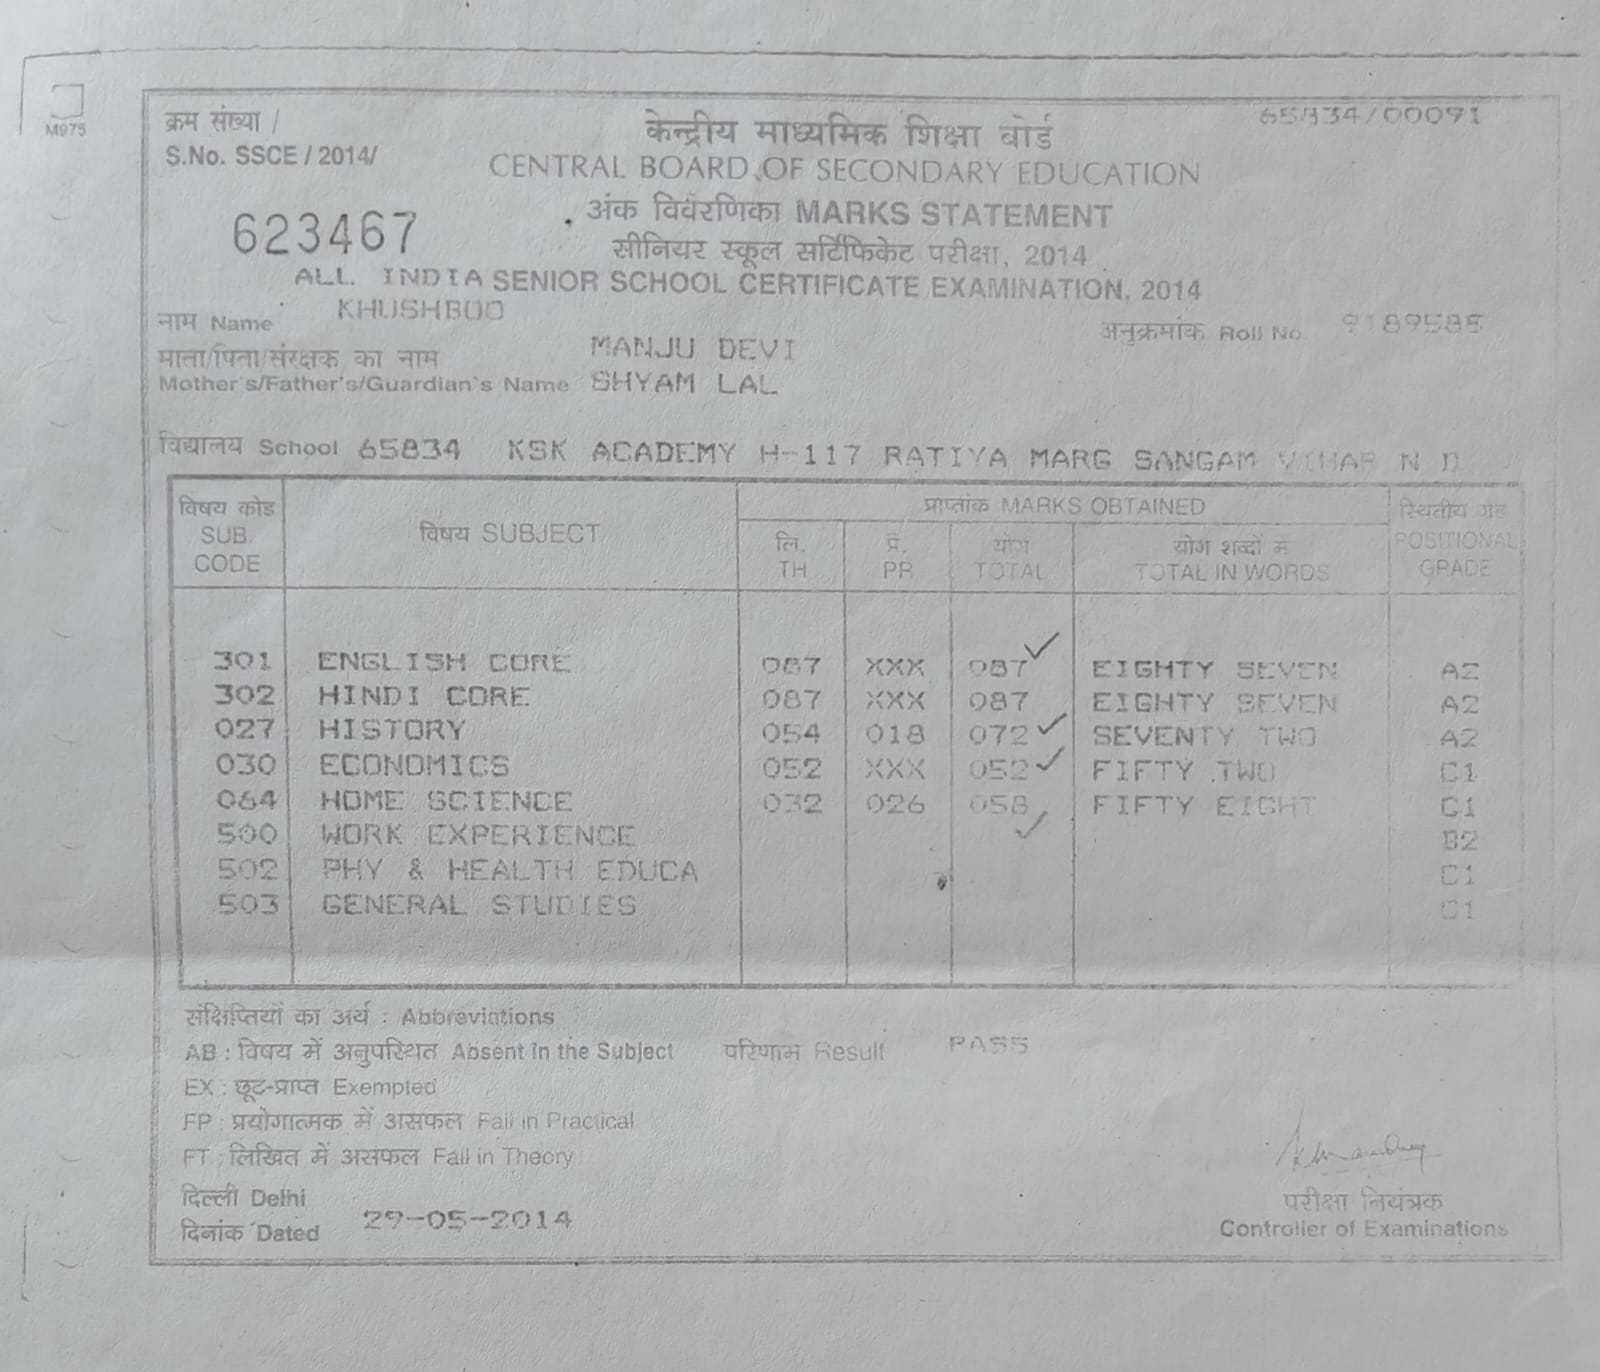 M975
क्रम संख्या /
65834/00091
केन्द्रीय माध्यमिक शिक्षा बोर्ड
S.No. SSCE / 2014/
CENTRAL BOARD OF SECONDARY EDUCATION
623467
अंक विवरणिका MARKS STATEMENT
सीनियर स्कूल सर्टिफिकेट परीक्षा, 2014
ALL INDIA SENIOR SCHOOL CERTIFICATE EXAMINATION, 2014
नाम Name KHUSHBOO
अनुक्रमांक Roll No. 9189585
माता/पिता/संरक्षक का नाम MANJU DEVI
Mother's/Father's/Guardian's Name SHYAM LAL
विद्यालय School 65834 KSK ACADEMY H-117 RATIYA MARG SANGAM VIHAR N D
विषय कोड विषय SUBJECT प्राप्तांक MARKS OBTAINED स्थितीय ग्रेड
SUB. CODE लि. TH प्रै. PR योग TOTAL योग शब्दों में TOTAL IN WORDS POSITIONAL GRADE
301 ENGLISH CORE 087 XXX 087 EIGHTY SEVEN A2
302 HINDI CORE 087 XXX 087 EIGHTY SEVEN A2
027 HISTORY 054 018 072 SEVENTY TWO A2
030 ECONOMICS 052 XXX 052 FIFTY TWO C1
064 HOME SCIENCE 032 026 058 FIFTY EIGHT C1
500 WORK EXPERIENCE B2
502 PHY & HEALTH EDUCA C1
503 GENERAL STUDIES C1
संक्षिप्तियों का अर्थ : Abbreviations
AB : विषय में अनुपस्थित Absent in the Subject परिणाम Result PASS
EX : छूट-प्राप्त Exempted
FP : प्रयोगात्मक में असफल Fail in Practical
FT : लिखित में असफल Fail in Theory
दिल्ली Delhi
दिनांक Dated 29-05-2014
परीक्षा नियंत्रक
Controller of Examinations